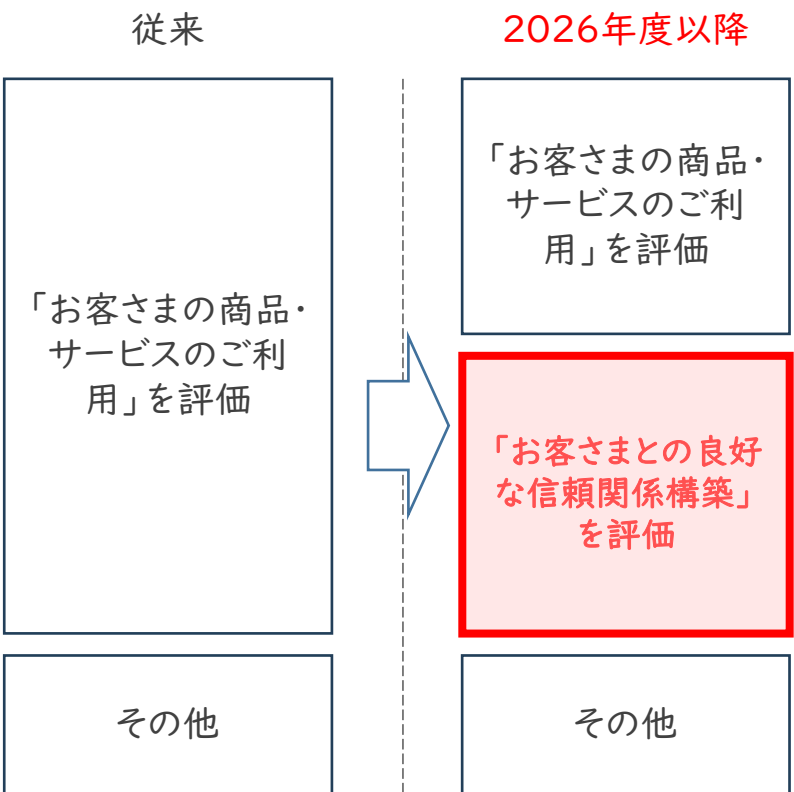 従来
「お客さまの商品・
サービスのご利
用」を評価
その他
2026年度以降
「お客さまの商品・
サービスのご利
用」を評価
「お客さまとの良好
な信頼関係構築」
を評価
その他